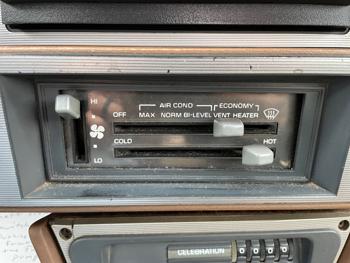 HI
AIR COND ECONOMY
OFF MAX NORM BI-LEVEL VENT HEATER
COLD HOT
LO
CELEBRATION